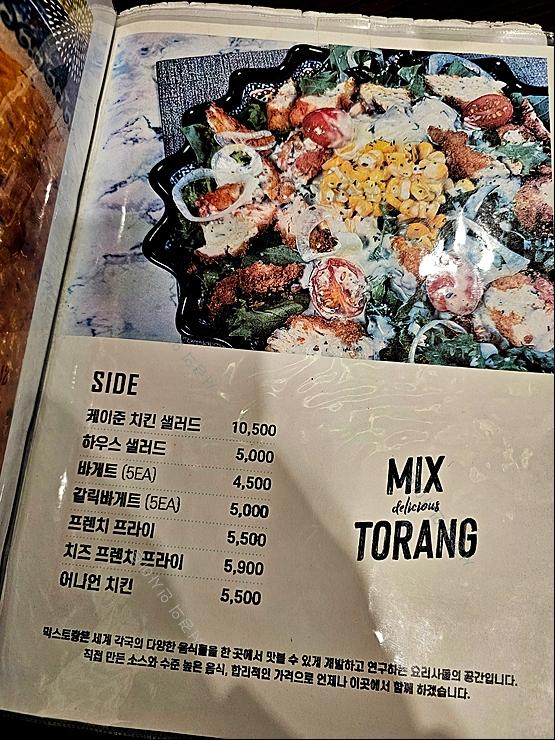 SIDE
케이준 치킨 샐러드 10,500
하우스 샐러드 5,000
바게트 (5EA) 4,500
갈릭바게트 (5EA) 5,000
프렌치 프라이 5,500
치즈 프렌치 프라이 5,900
어니언 치킨 5,500
MIX
delicious
TORANG
믹스토랑은 세계 각국의 다양한 음식들을 한 곳에서 맛볼 수 있게 개발하고 연구하는 요리사들의 공간입니다.
직접 만든 소스와 수준 높은 음식, 합리적인 가격으로 언제나 이곳에서 함께 하겠습니다.